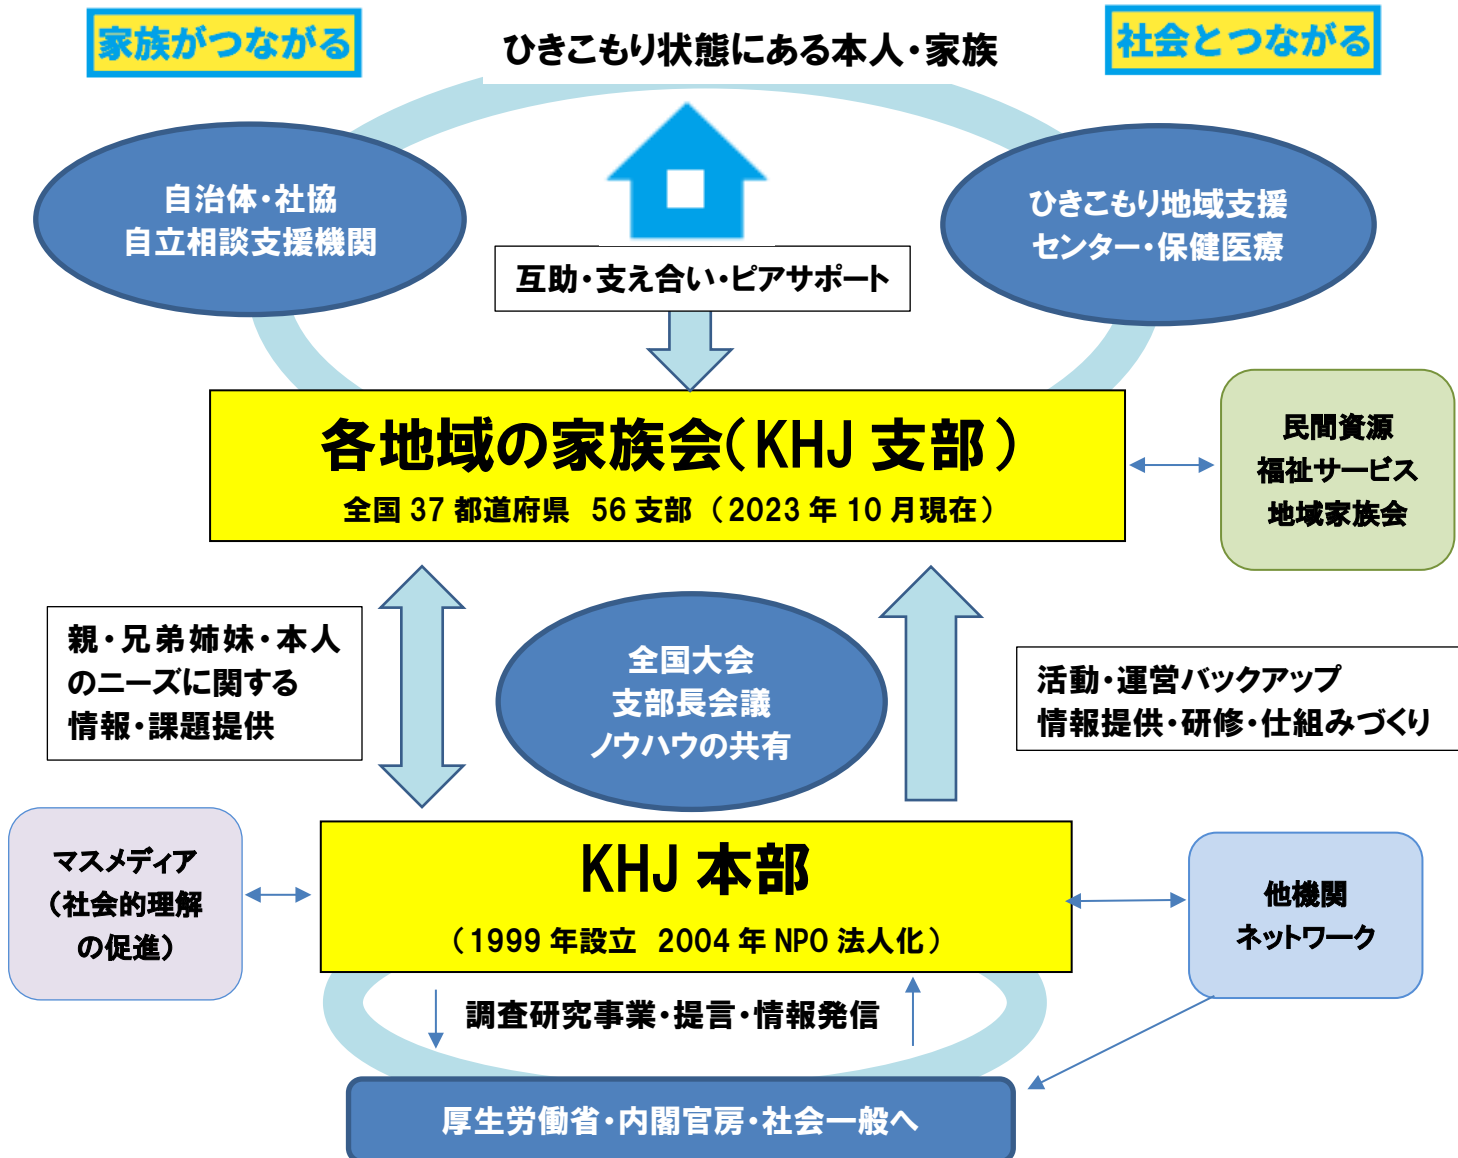 家族がつながる
ひきこもり状態にある本人・家族
社会とつながる
自治体・社協
自立相談支援機関
ひきこもり地域支援
センター・保健医療
互助・支え合い・ピアサポート
各地域の家族会(KHJ 支部)
全国 37 都道府県 56 支部 (2023 年 10 月現在)
民間資源
福祉サービス
地域家族会
親・兄弟姉妹・本人
のニーズに関する
情報・課題提供
全国大会
支部長会議
ノウハウの共有
活動・運営バックアップ
情報提供・研修・仕組みづくり
マスメディア
(社会的理解
の促進)
KHJ 本部
(1999 年設立 2004 年 NPO 法人化)
他機関
ネットワーク
調査研究事業・提言・情報発信
厚生労働省・内閣官房・社会一般へ